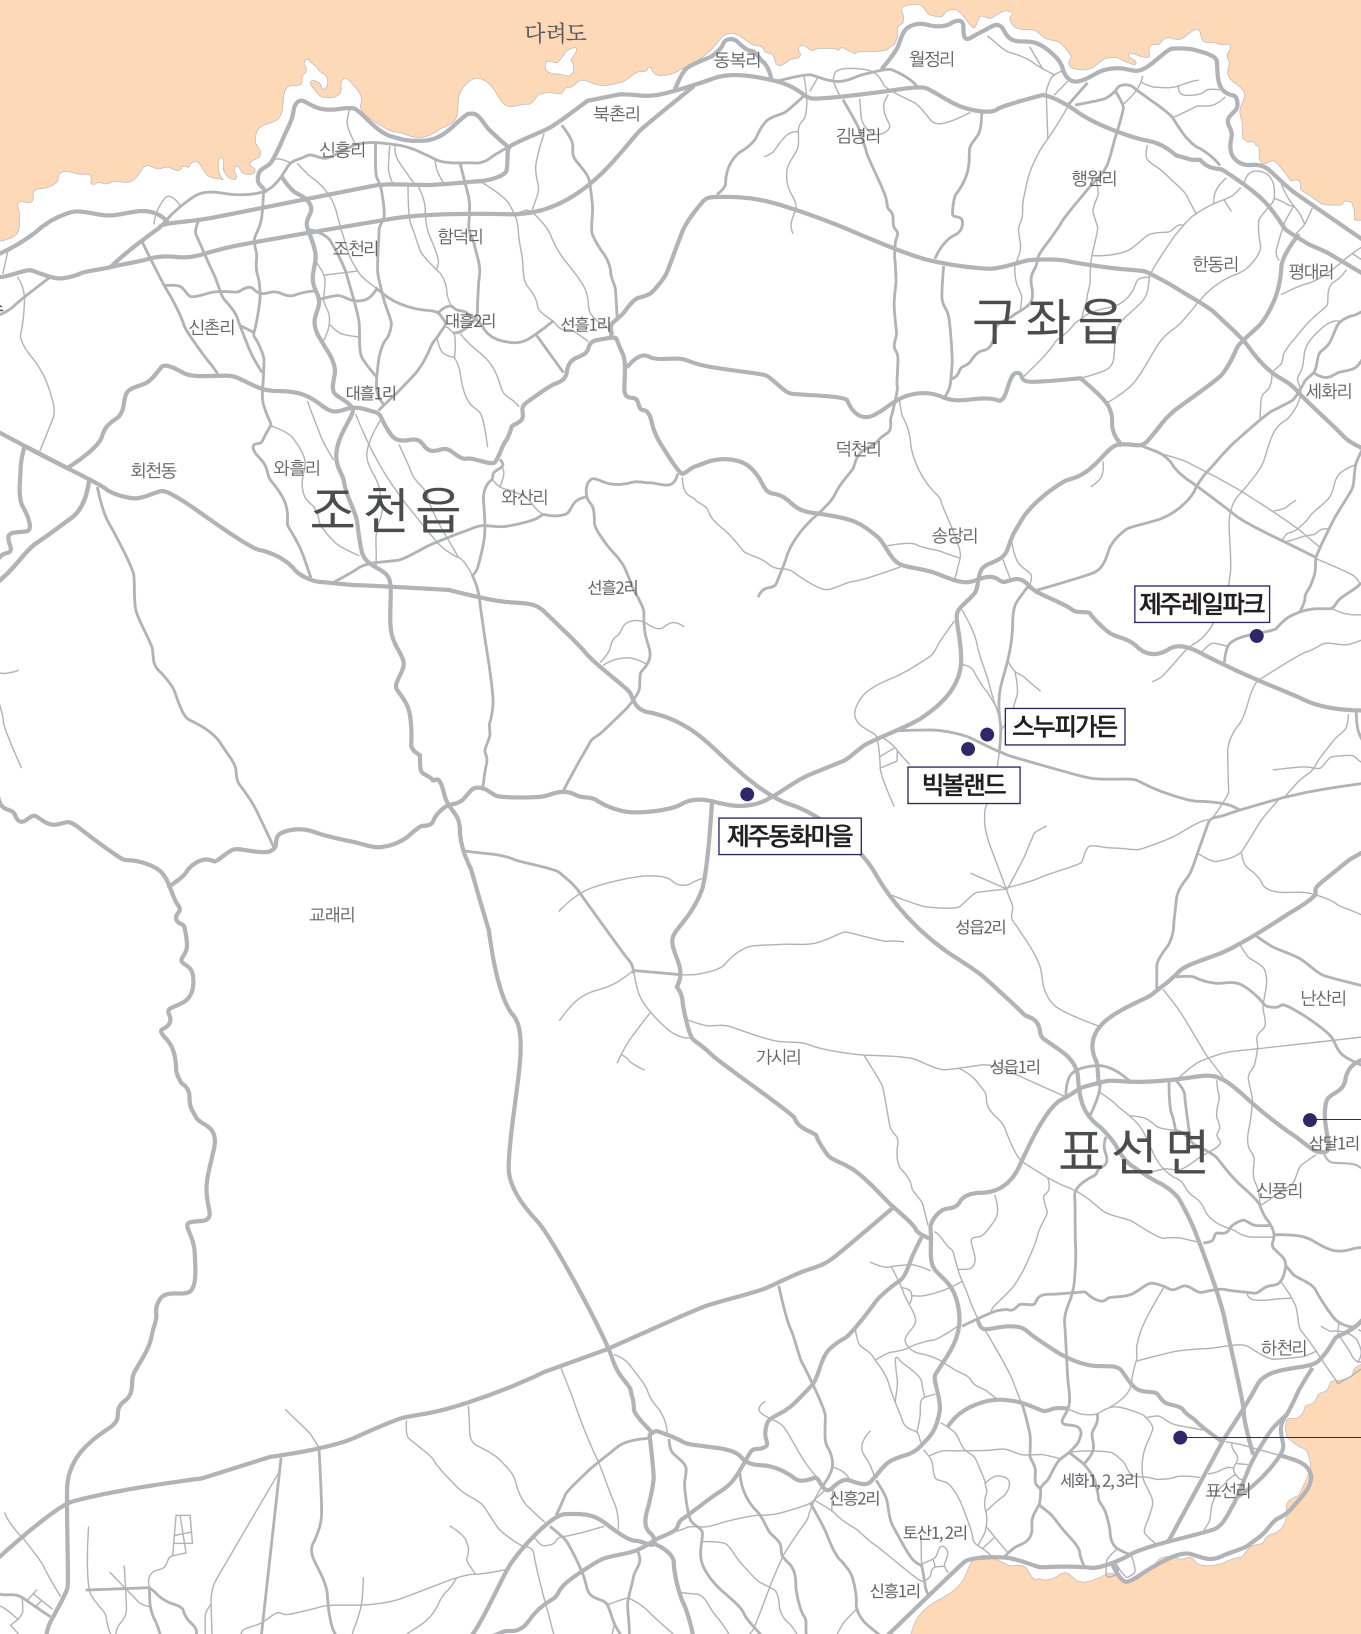 다려도
동복리
월정리
북촌리
김녕리
신흥리
행원리
함덕리
조천리
한동리
평대리
구좌읍
신촌리
대흘2리
선흘1리
대흘1리
세화리
덕천리
회천동
와흘리
와산리
조천읍
송당리
선흘2리
제주레일파크
스누피가든
빅볼랜드
제주동화마을
교래리
성읍2리
난산리
가시리
성읍1리
표선면
삼달1리
신풍리
하천리
세화1,2,3리
표선리
신흥2리
토산1,2리
신흥1리